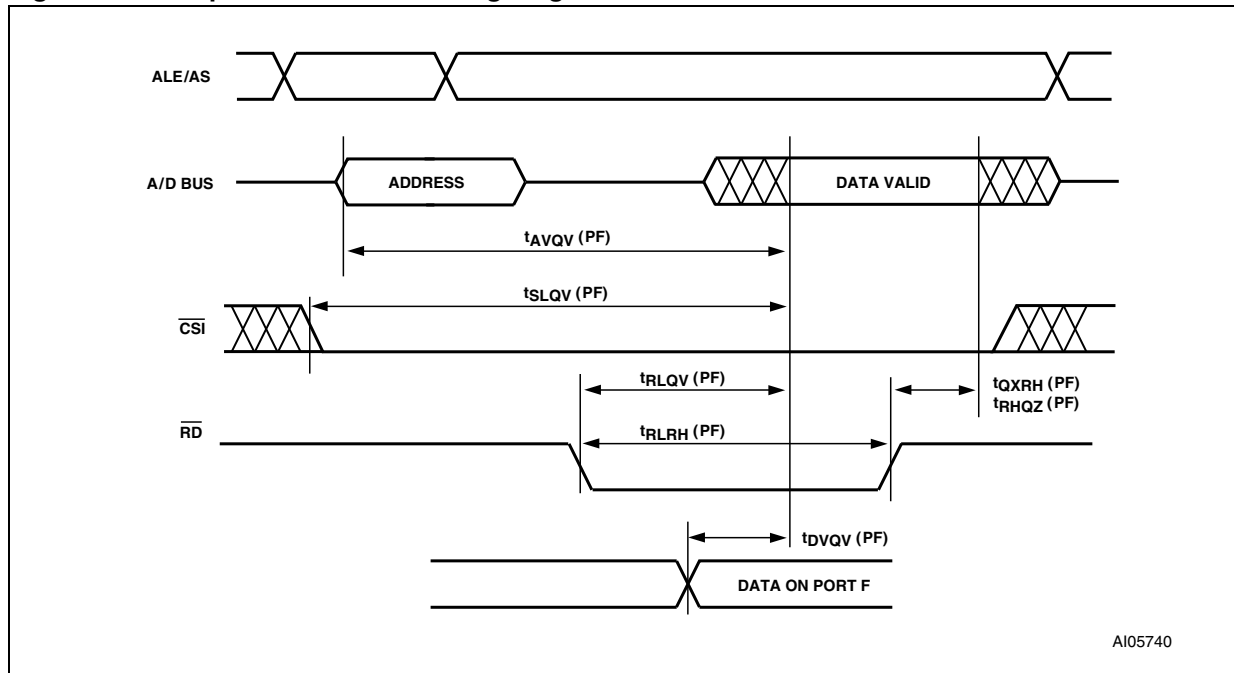 ALE/AS
A/D BUS
ADDRESS
DATA VALID
tAVQV (PF)
tSLQV (PF)
CSI
tRLQV (PF)
tQXRH (PF)
tRHQZ (PF)
RD
tRLRH (PF)
tDVQV (PF)
DATA ON PORT F
AI05740